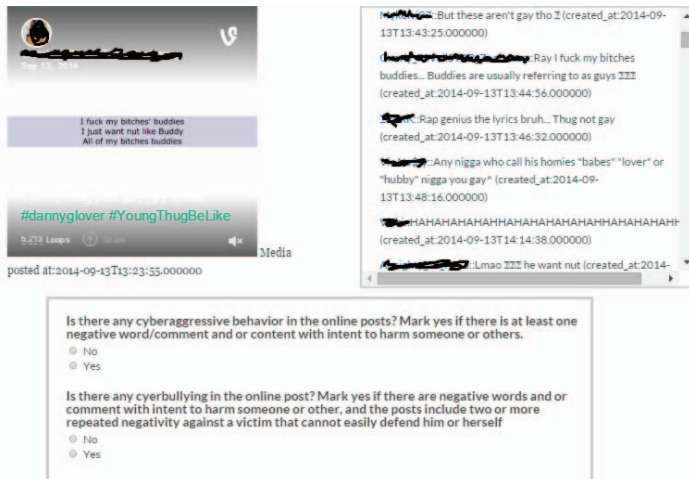 Sep 13, 2014
I fuck my bitches' buddies
I just want nut like Buddy
All of my bitches buddies
#dannyglover #YoungThugBeLike
5,213 Loops Share
Media
posted at:2014-09-13T13:23:55.000000
:But these aren't gay tho Σ (created_at:2014-09-
13T13:43:25.000000)
:Ray I fuck my bitches
buddies... Buddies are usually referring to as guys ΣΣΣ
(created_at:2014-09-13T13:44:56.000000)
:Rap genius the lyrics bruh... Thug not gay
(created_at:2014-09-13T13:46:32.000000)
:Any nigga who call his homies "babes" "lover" or
"hubby" nigga you gay^ (created_at:2014-09-
13T13:48:16.000000)
HAHAHAHAHAHHAHAHAHAHAHHAHAHAHH
(created_at:2014-09-13T14:14:38.000000)
:Lmao ΣΣΣ he want nut (created_at:2014-
Is there any cyberaggressive behavior in the online posts? Mark yes if there is at least one
negative word/comment and or content with intent to harm someone or others.
No
Yes
Is there any cyerbullying in the online post? Mark yes if there are negative words and or
comment with intent to harm someone or other, and the posts include two or more
repeated negativity against a victim that cannot easily defend him or herself
No
Yes